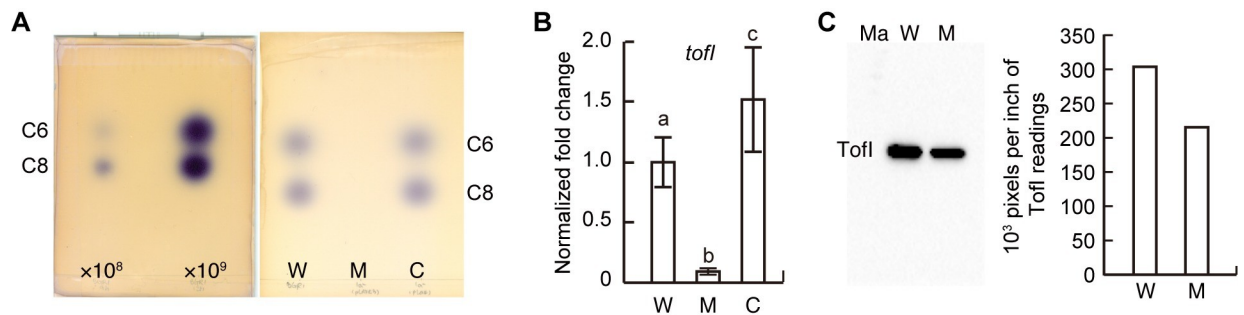 A
C6
C8
×10⁸ ×10⁹
C6
C8
W M C
B
tofI
Normalized fold change
2.0
1.5
1.0
0.5
0
a
b
c
W M C
C
Ma W M
TofI
10³ pixels per inch of
TofI readings
350
300
250
200
150
100
50
0
W M